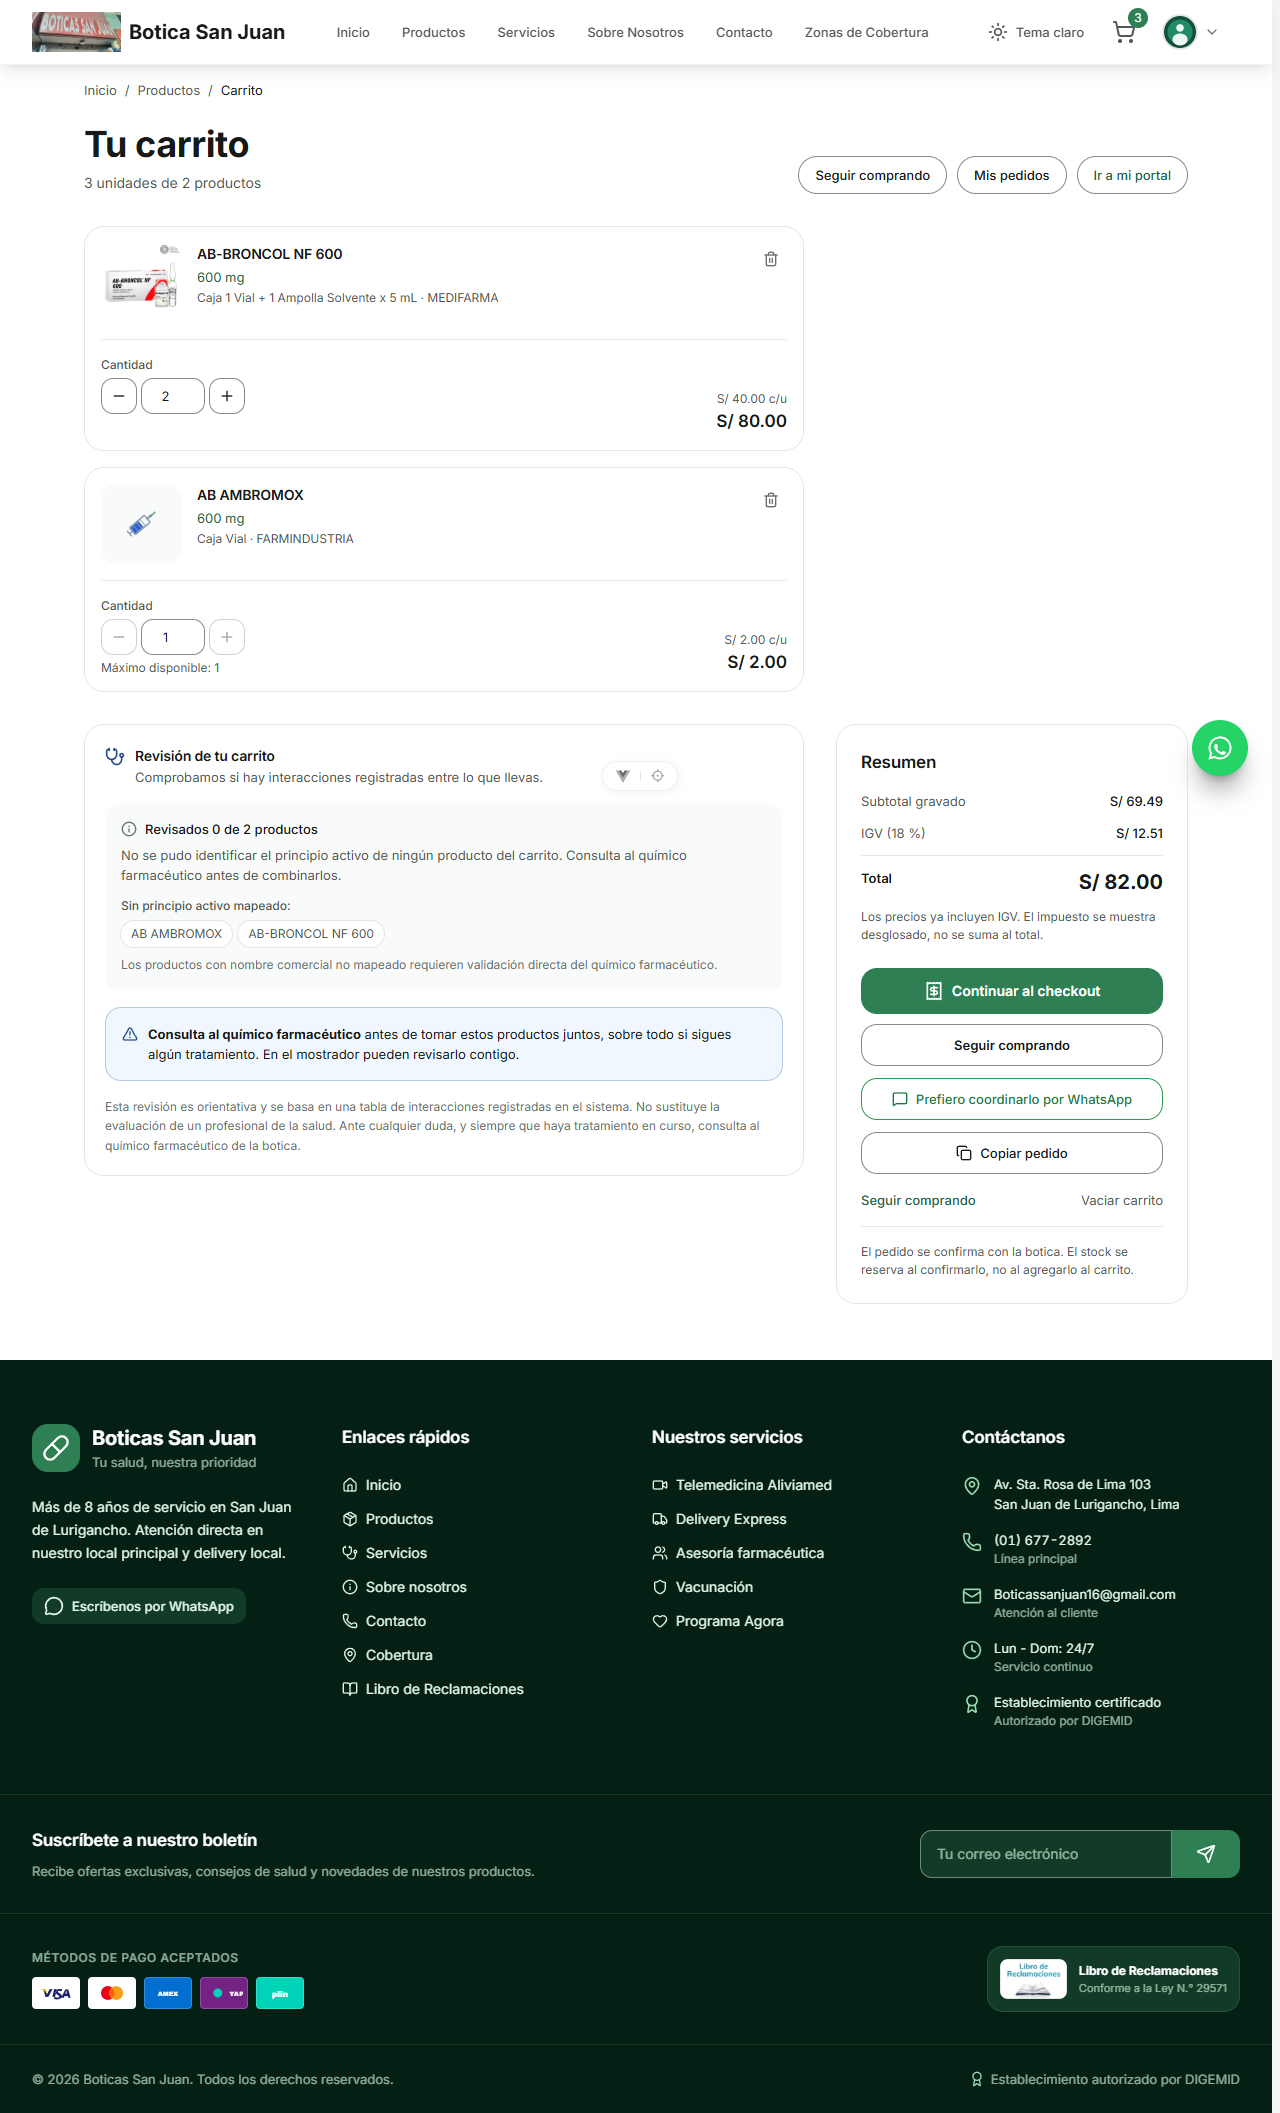 BOTICAS SAN JUAN
Botica San Juan
Inicio
Productos
Servicios
Sobre Nosotros
Contacto
Zonas de Cobertura
Tema claro
3
Inicio / Productos / Carrito
Tu carrito
3 unidades de 2 productos
Seguir comprando
Mis pedidos
Ir a mi portal
AB-BRONCOL NF 600
AB-BRONCOL NF 600
600 mg
Caja 1 Vial + 1 Ampolla Solvente x 5 mL · MEDIFARMA
Cantidad
2
S/ 40.00 c/u
S/ 80.00
AB AMBROMOX
600 mg
Caja Vial · FARMINDUSTRIA
Cantidad
1
Máximo disponible: 1
S/ 2.00 c/u
S/ 2.00
Revisión de tu carrito
Comprobamos si hay interacciones registradas entre lo que llevas.
Revisados 0 de 2 productos
No se pudo identificar el principio activo de ningún producto del carrito. Consulta al químico
farmacéutico antes de combinarlos.
Sin principio activo mapeado:
AB AMBROMOX
AB-BRONCOL NF 600
Los productos con nombre comercial no mapeado requieren validación directa del químico farmacéutico.
Consulta al químico farmacéutico antes de tomar estos productos juntos, sobre todo si sigues
algún tratamiento. En el mostrador pueden revisarlo contigo.
Esta revisión es orientativa y se basa en una tabla de interacciones registradas en el sistema. No sustituye la
evaluación de un profesional de la salud. Ante cualquier duda, y siempre que haya tratamiento en curso, consulta al
químico farmacéutico de la botica.
Resumen
Subtotal gravado S/ 69.49
IGV (18 %) S/ 12.51
Total S/ 82.00
Los precios ya incluyen IGV. El impuesto se muestra
desglosado, no se suma al total.
Continuar al checkout
Seguir comprando
Prefiero coordinarlo por WhatsApp
Copiar pedido
Seguir comprando
Vaciar carrito
El pedido se confirma con la botica. El stock se
reserva al confirmarlo, no al agregarlo al carrito.
Boticas San Juan
Tu salud, nuestra prioridad
Más de 8 años de servicio en San Juan
de Lurigancho. Atención directa en
nuestro local principal y delivery local.
Escríbenos por WhatsApp
Enlaces rápidos
Inicio
Productos
Servicios
Sobre nosotros
Contacto
Cobertura
Libro de Reclamaciones
Nuestros servicios
Telemedicina Aliviamed
Delivery Express
Asesoría farmacéutica
Vacunación
Programa Agora
Contáctanos
Av. Sta. Rosa de Lima 103
San Juan de Lurigancho, Lima
(01) 677-2892
Línea principal
Boticassanjuan16@gmail.com
Atención al cliente
Lun - Dom: 24/7
Servicio continuo
Establecimiento certificado
Autorizado por DIGEMID
Suscríbete a nuestro boletín
Recibe ofertas exclusivas, consejos de salud y novedades de nuestros productos.
Tu correo electrónico
MÉTODOS DE PAGO ACEPTADOS
VISA
AMEX
YAP
plin
Libro de
Reclamaciones
Libro de Reclamaciones
Conforme a la Ley N.° 29571
© 2026 Boticas San Juan. Todos los derechos reservados.
Establecimiento autorizado por DIGEMID